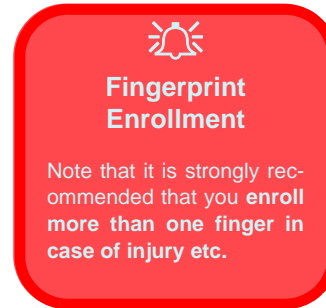 Fingerprint
Enrollment
Note that it is strongly rec-
ommended that you enroll
more than one finger in
case of injury etc.